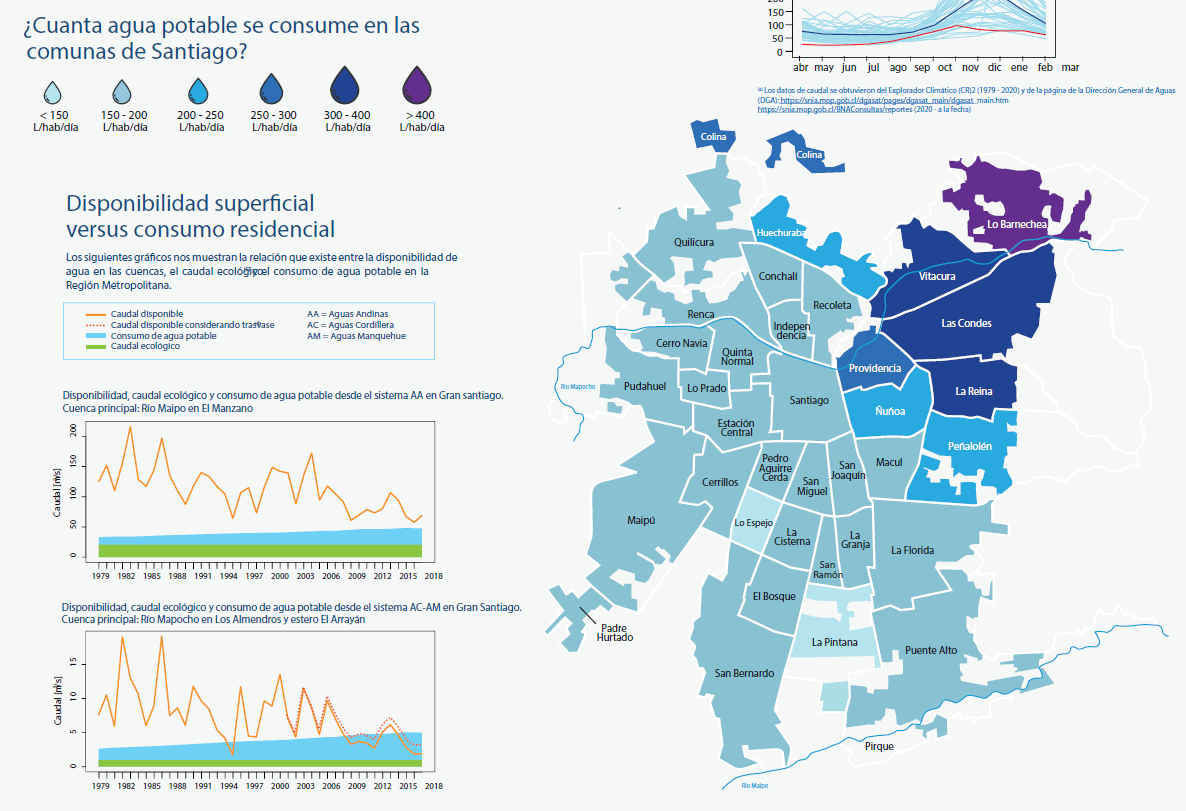 ¿Cuanta agua potable se consume en las
comunas de Santiago?
< 150
L/hab/día
150 - 200
L/hab/día
200 - 250
L/hab/día
250 - 300
L/hab/día
300 - 400
L/hab/día
> 400
L/hab/día
200
150
100
50
0
abr may jun jul ago sep oct nov dic ene feb mar
Los datos de caudal se obtuvieron del Explorador Climático (CR)2 (1979 - 2020) y de la página de la Dirección General de Aguas
(DGA): https://snia.mop.gob.cl/dgasat/pages/dgasat_main/dgasat_main.htm
https://snia.mop.gob.cl/BNAConsultas/reportes (2020 - a la fecha)
Disponibilidad superficial
versus consumo residencial
Los siguientes gráficos nos muestran la relación que existe entre la disponibilidad de
agua en las cuencas, el caudal ecológico el consumo de agua potable en la
Región Metropolitana.
Caudal disponible
Caudal disponible considerando trasvase
Consumo de agua potable
Caudal ecológico
AA = Aguas Andinas
AC = Aguas Cordillera
AM = Aguas Manquehue
Disponibilidad, caudal ecológico y consumo de agua potable desde el sistema AA en Gran santiago.
Cuenca principal: Río Maipo en El Manzano
Caudal [m³/s]
200
150
100
50
0
1979 1982 1985 1988 1991 1994 1997 2000 2003 2006 2009 2012 2015 2018
Disponibilidad, caudal ecológico y consumo de agua potable desde el sistema AC-AM en Gran Santiago.
Cuenca principal: Río Mapocho en Los Almendros y estero El Arrayán
Caudal [m³/s]
15
10
5
0
1979 1982 1985 1988 1991 1994 1997 2000 2003 2006 2009 2012 2015 2018
Colina
Colina
Lo Barnechea
Huechuraba
Quilicura
Vitacura
Conchalí
Recoleta
Renca
Las Condes
Indepen
dencia
Cerro Navia
Quinta
Normal
Providencia
Río Mapocho
Pudahuel
Lo Prado
La Reina
Santiago
Ñuñoa
Estación
Central
Peñalolén
Pedro
Aguirre
Cerda
San
Joaquín
Macul
Cerrillos
San
Miguel
Maipú
Lo Espejo
La
Cisterna
La
Granja
La Florida
San
Ramón
El Bosque
Padre
Hurtado
La Pintana
Puente Alto
San Bernardo
Pirque
Río Maipo